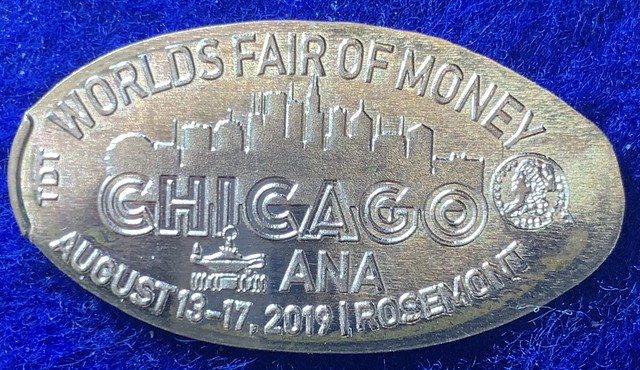 WORLDS FAIR OF MONEY
TDT
CHICAGO
ANA
AUGUST 13-17, 2019 | ROSEMONT